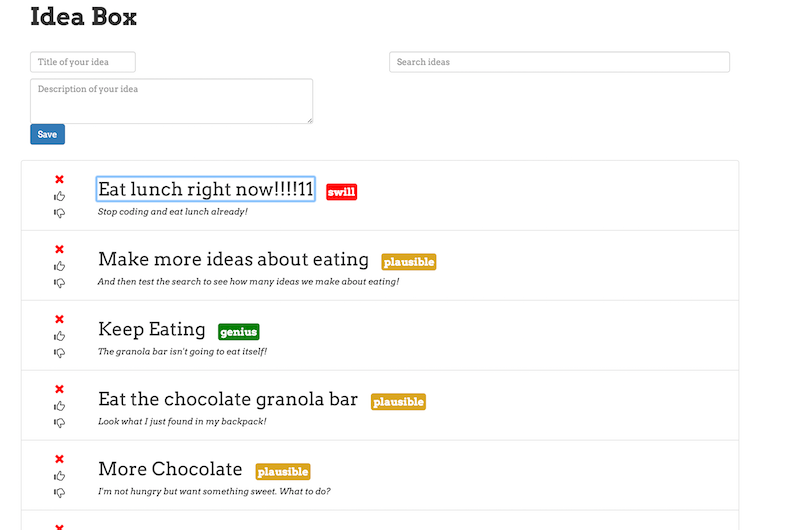 Idea Box
Title of your idea
Search ideas
Description of your idea
Save
Eat lunch right now!!!!11 swill
Stop coding and eat lunch already!
Make more ideas about eating plausible
And then test the search to see how many ideas we make about eating!
Keep Eating genius
The granola bar isn't going to eat itself!
Eat the chocolate granola bar plausible
Look what I just found in my backpack!
More Chocolate plausible
I'm not hungry but want something sweet. What to do?